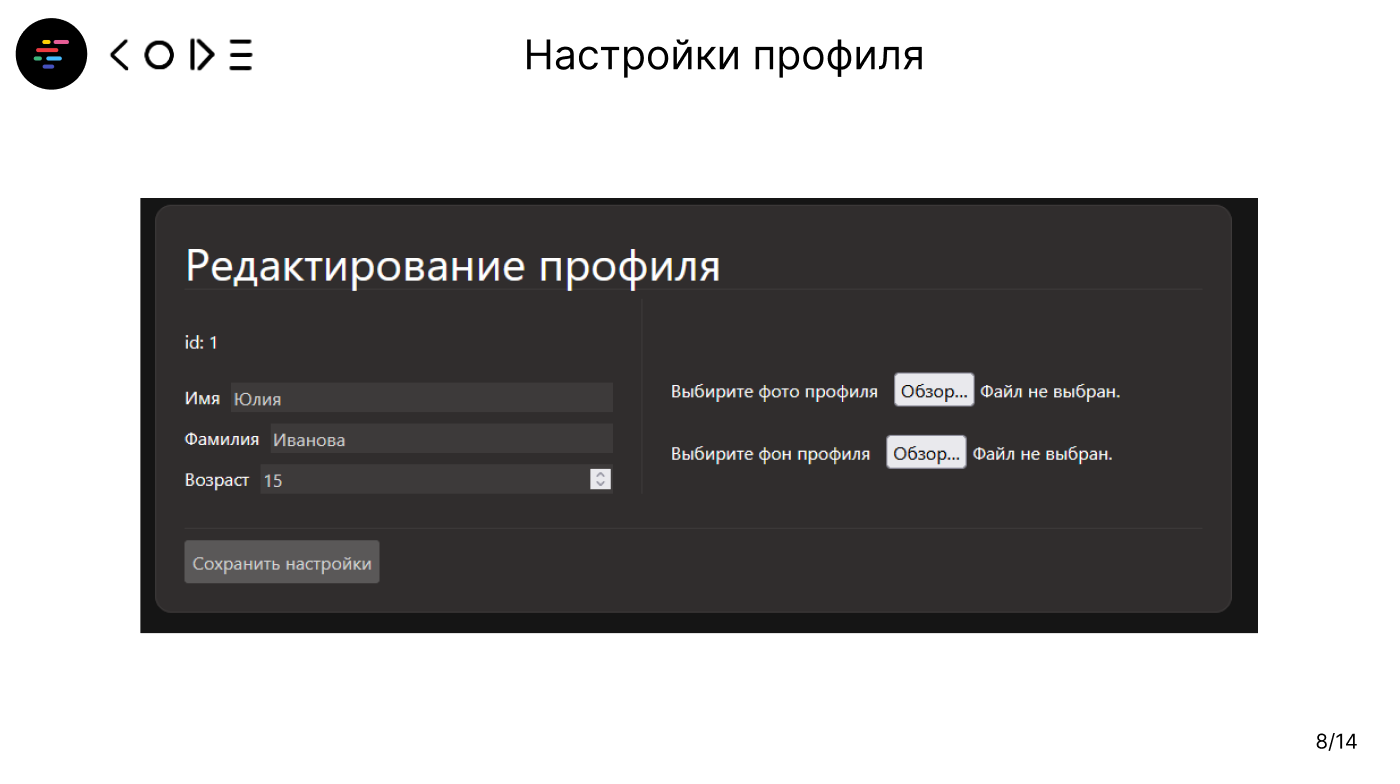 < O |> Ξ
Настройки профиля
Редактирование профиля
id: 1
Имя Юлия
Фамилия Иванова
Возраст 15
Выбирите фото профиля Обзор... Файл не выбран.
Выбирите фон профиля Обзор... Файл не выбран.
Сохранить настройки
8/14